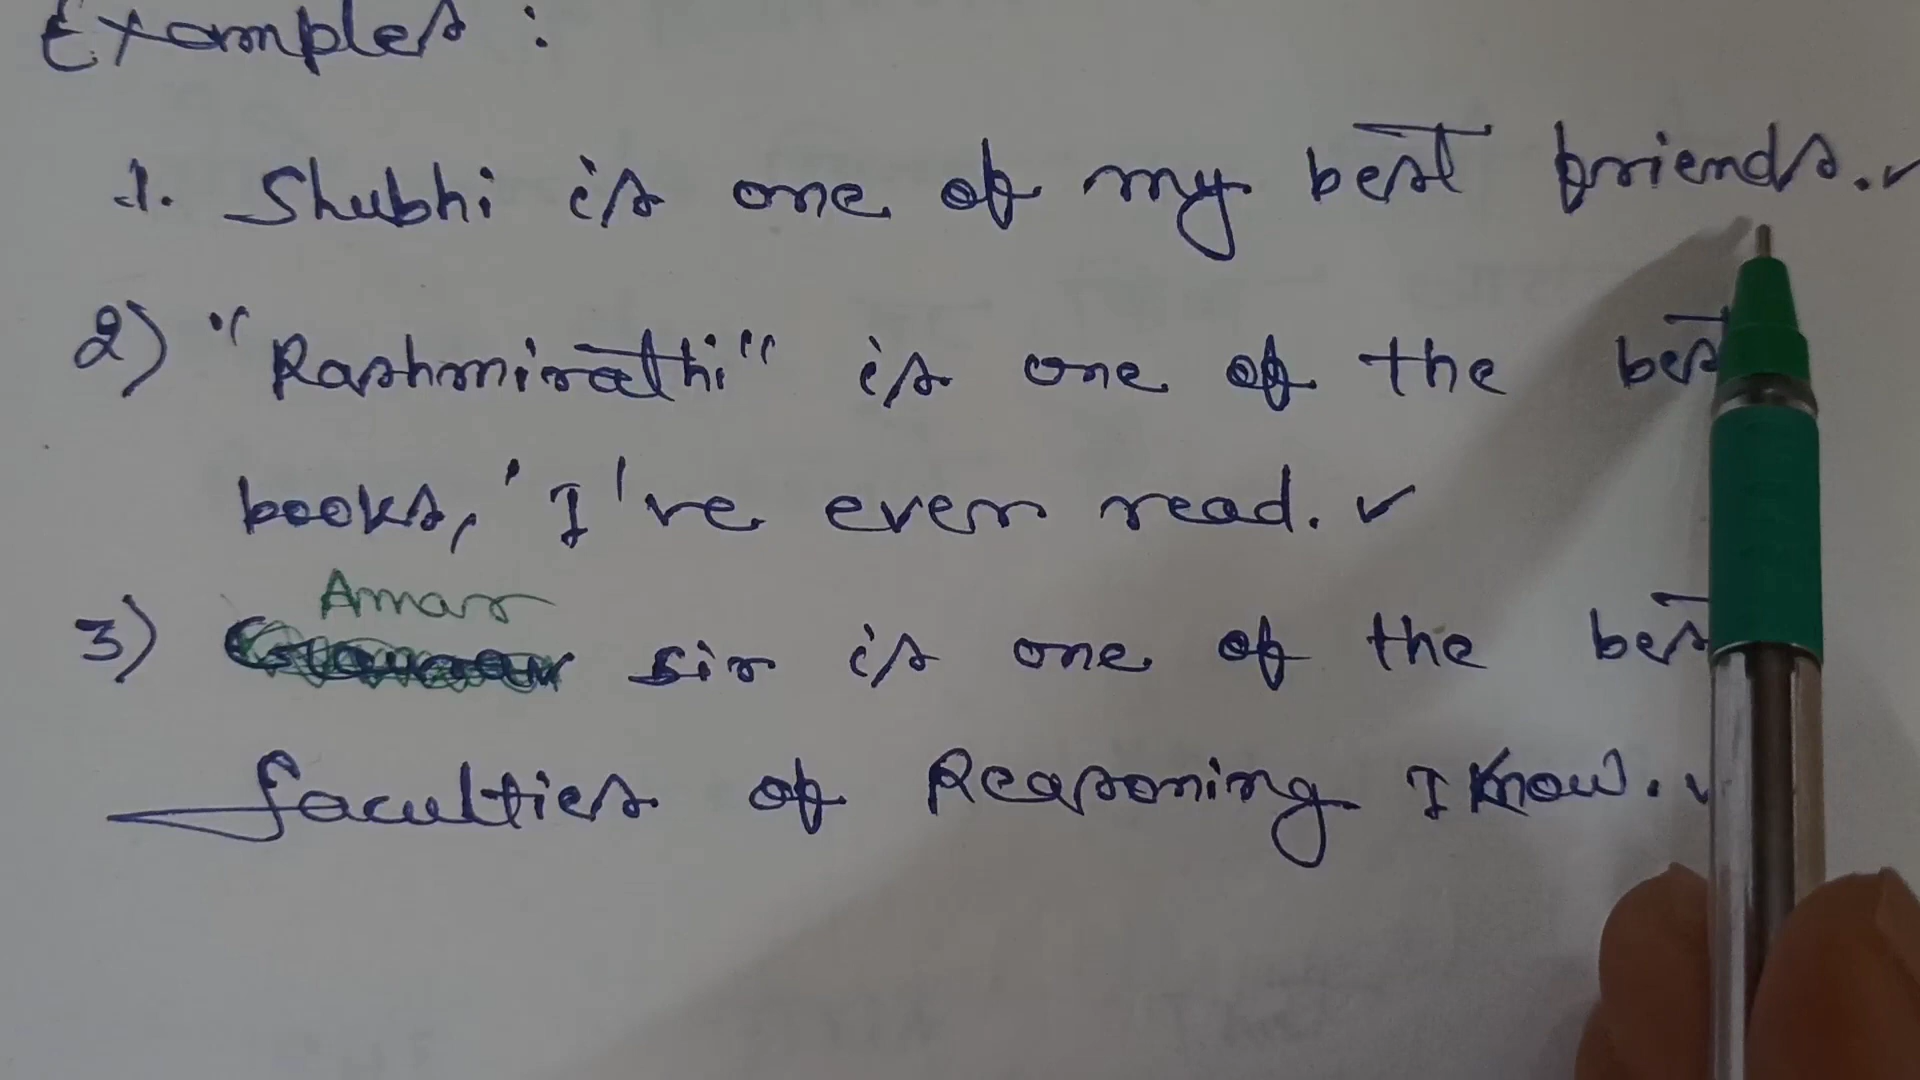 Examples :
1. Shubhi is one of my best friends. ✓
2) "Rashmirathi" is one of the bes
books, 'I've ever read. ✓
Amar
3) sir is one of the bes
faculties of Reasoning I know. ✓